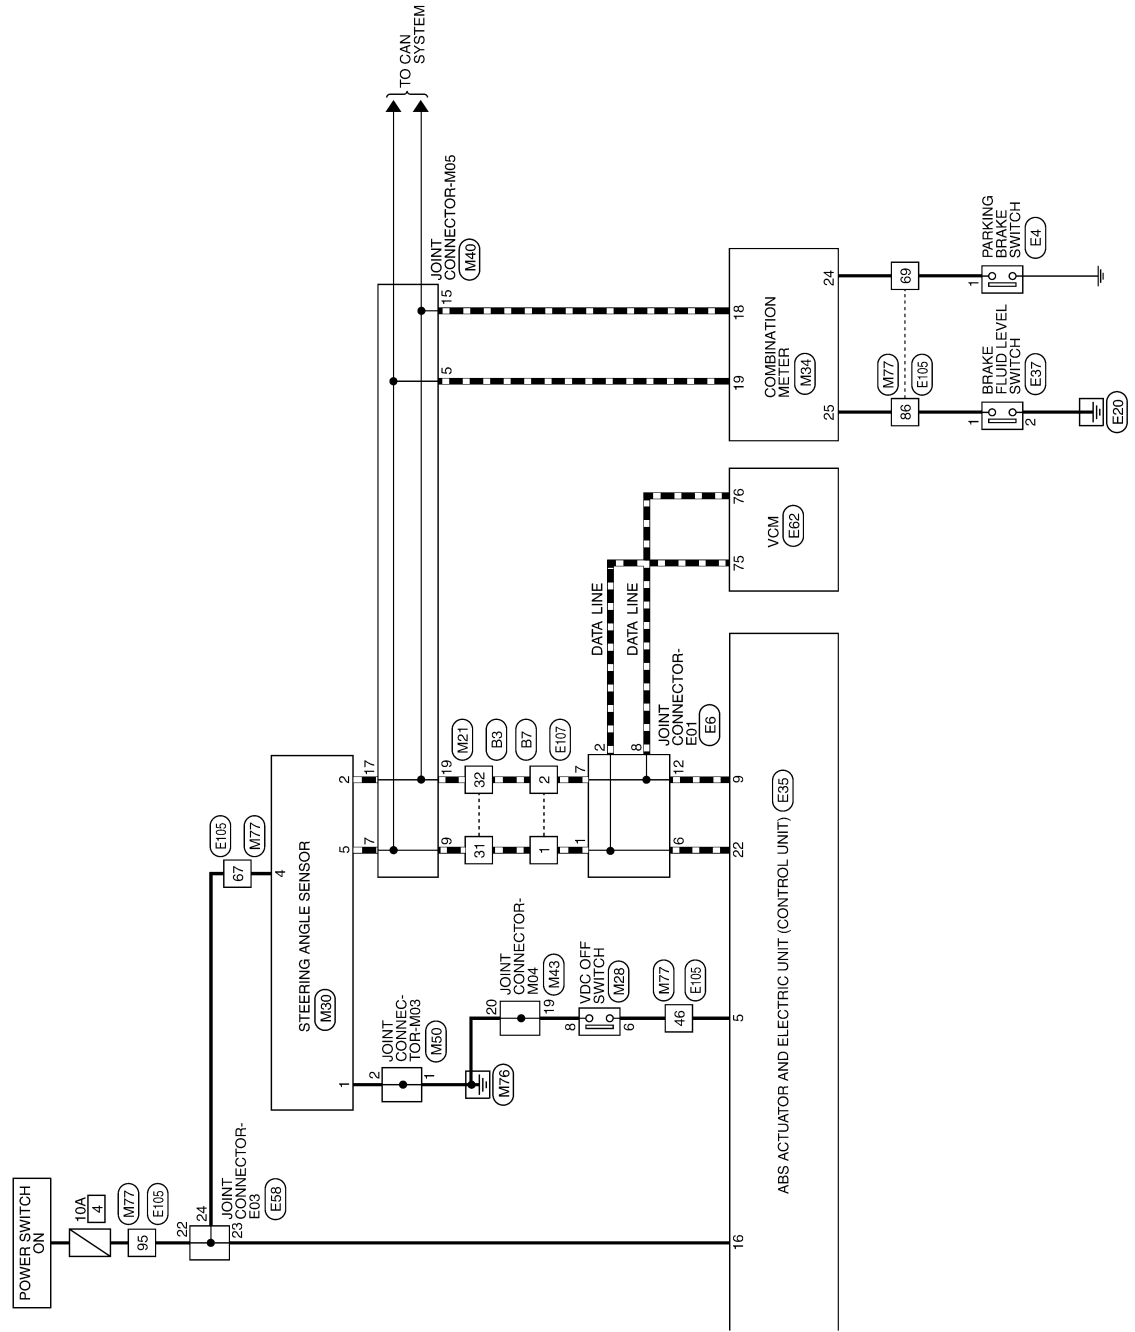 POWER SWITCH
ON
10A
4
M77
E105
95
22
24
23
JOINT
CONNECTOR-
E03
E58
E105
M77
67
4
STEERING ANGLE SENSOR
M30
1
5
2
2
1
JOINT
CONNEC-
TOR-M03
M50
M76
20
19
JOINT
CONNECTOR-
M04
M43
8
6
VDC OFF
SWITCH
M28
46
M77
E105
7
17
9
19
5
15
JOINT
CONNECTOR-M05
M40
TO CAN
SYSTEM
31
32
M21
B3
1
2
B7
E107
1
7
2
8
6
12
JOINT
CONNECTOR-
E01
E6
DATA LINE
DATA LINE
16
5
22
9
ABS ACTUATOR AND ELECTRIC UNIT (CONTROL UNIT)
E35
75
76
VCM
E62
19
18
COMBINATION
METER
M34
25
24
86
69
M77
E105
1
2
BRAKE
FLUID LEVEL
SWITCH
E37
E20
1
PARKING
BRAKE
SWITCH
E4